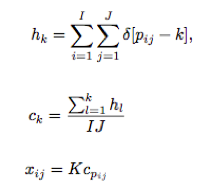 h_k = \sum_{i=1}^{I} \sum_{j=1}^{J} \delta[p_{ij} - k],
c_k = \frac{\sum_{l=1}^{k} h_l}{IJ}
x_{ij} = K c_{p_{ij}}